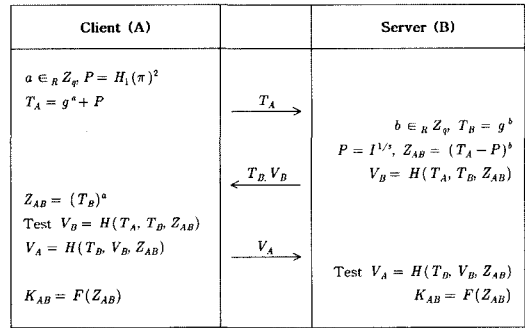 Client (A)
Server (B)
a ∈_R Z_q, P = H_1(π)^2
T_A = g^a + P
T_A
b ∈_R Z_q, T_B = g^b
P = I^{1/s}, Z_AB = (T_A − P)^b
V_B = H(T_A, T_B, Z_AB)
T_B, V_B
Z_AB = (T_B)^a
Test V_B = H(T_A, T_B, Z_AB)
V_A = H(T_B, V_B, Z_AB)
V_A
Test V_A = H(T_B, V_B, Z_AB)
K_AB = F(Z_AB)
K_AB = F(Z_AB)